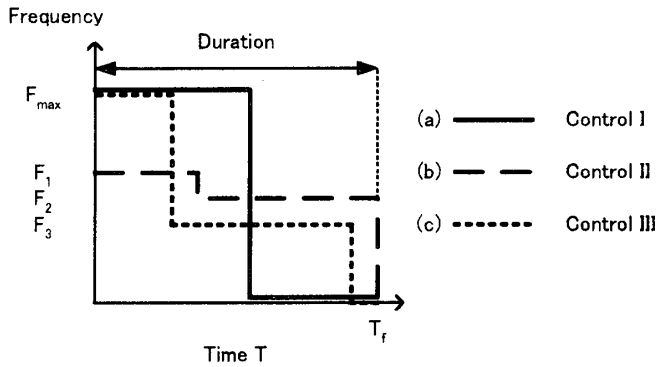 Frequency
Duration
F_max
F_1
F_2
F_3
(a) Control Ⅰ
(b) Control Ⅱ
(c) Control Ⅲ
T_f
Time T